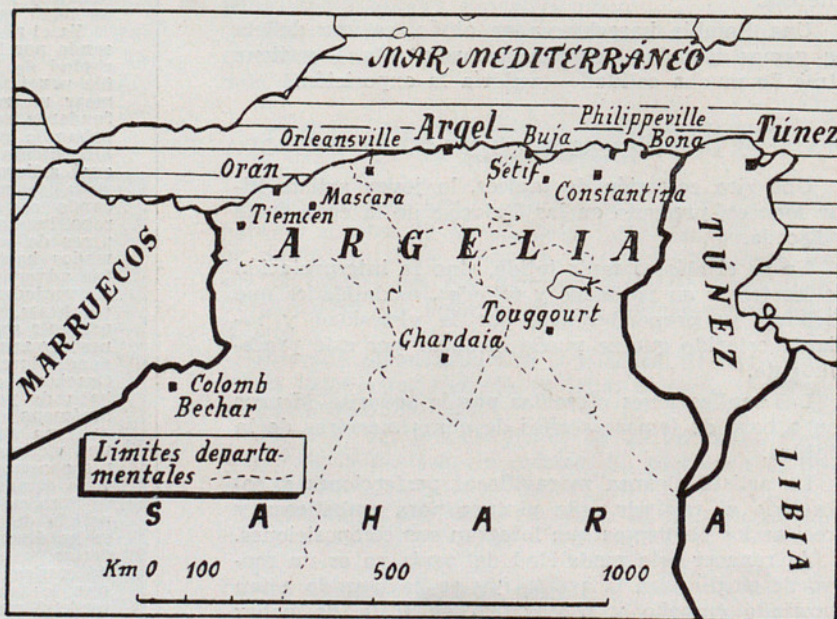 MAR MEDITERRÁNEO
Orleansville
Argel
Buja
Philippeville
Bona
Túnez
Orán
Mascara
Setif
Constantina
Tiemcen
ARGELIA
TÚNEZ
MARRUECOS
Touggourt
Ghardaia
Colomb
Bechar
Límites departa-
mentales
SAHARA
LIBIA
Km 0 100 500 1000